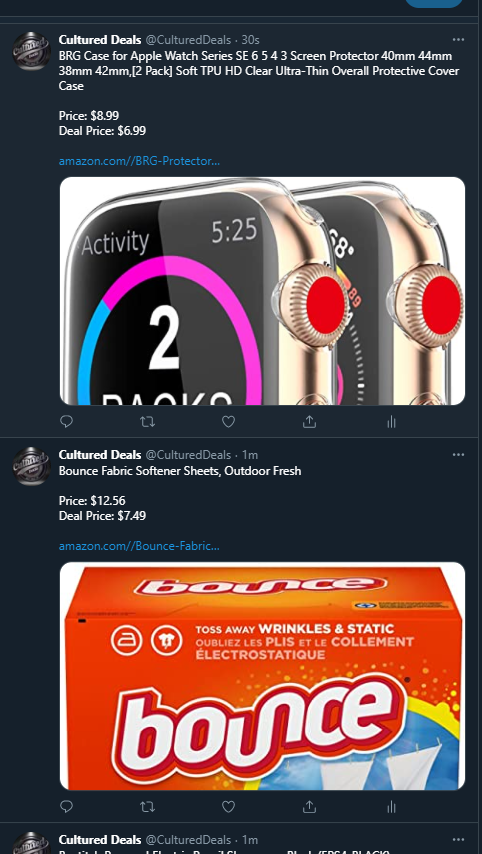 Cultured Deals @CulturedDeals · 30s
BRG Case for Apple Watch Series SE 6 5 4 3 Screen Protector 40mm 44mm
38mm 42mm,[2 Pack] Soft TPU HD Clear Ultra-Thin Overall Protective Cover
Case
Price: $8.99
Deal Price: $6.99
amazon.com//BRG-Protector...
Activity 5:25
68°
89
2
PACKS
Cultured Deals @CulturedDeals · 1m
Bounce Fabric Softener Sheets, Outdoor Fresh
Price: $12.56
Deal Price: $7.49
amazon.com//Bounce-Fabric...
bounce
TOSS AWAY WRINKLES & STATIC
OUBLIEZ LES PLIS ET LE COLLEMENT
ÉLECTROSTATIQUE
bounce
Cultured Deals @CulturedDeals · 1m